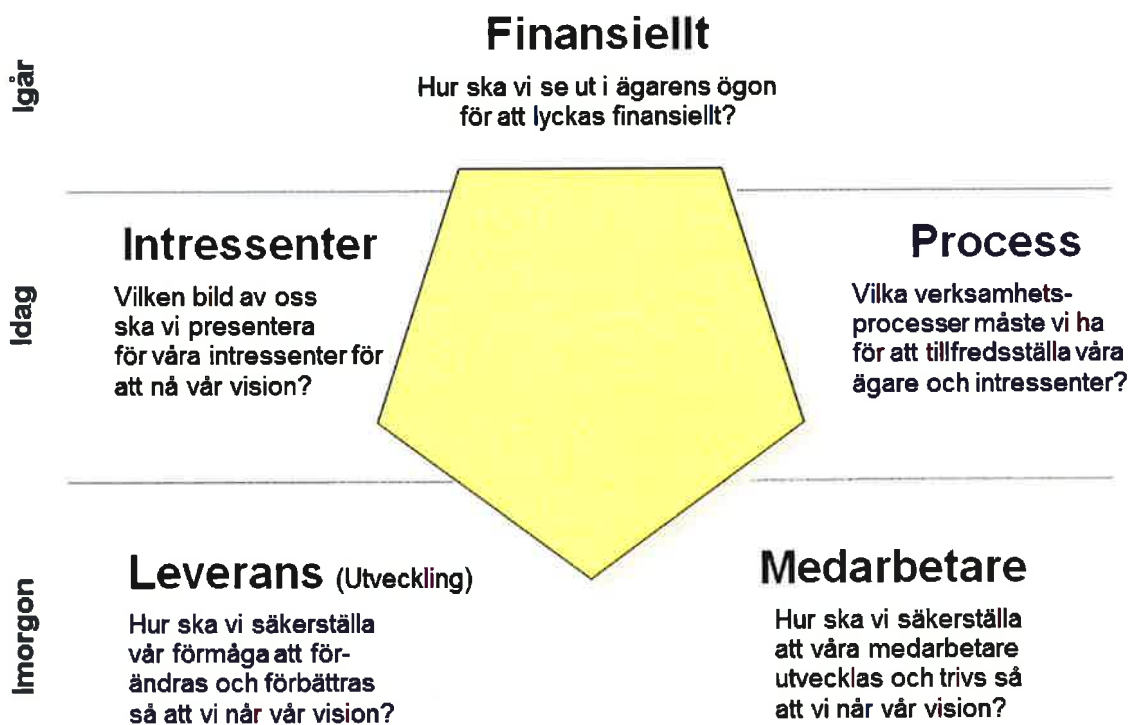 Igår
Finansiellt
Hur ska vi se ut i ägarens ögon
för att lyckas finansiellt?
Idag
Intressenter
Vilken bild av oss
ska vi presentera
för våra intressenter för
att nå vår vision?
Process
Vilka verksamhets-
processer måste vi ha
för att tillfredsställa våra
ägare och intressenter?
Imorgon
Leverans (Utveckling)
Hur ska vi säkerställa
vår förmåga att för-
ändras och förbättras
så att vi når vår vision?
Medarbetare
Hur ska vi säkerställa
att våra medarbetare
utvecklas och trivs så
att vi når vår vision?